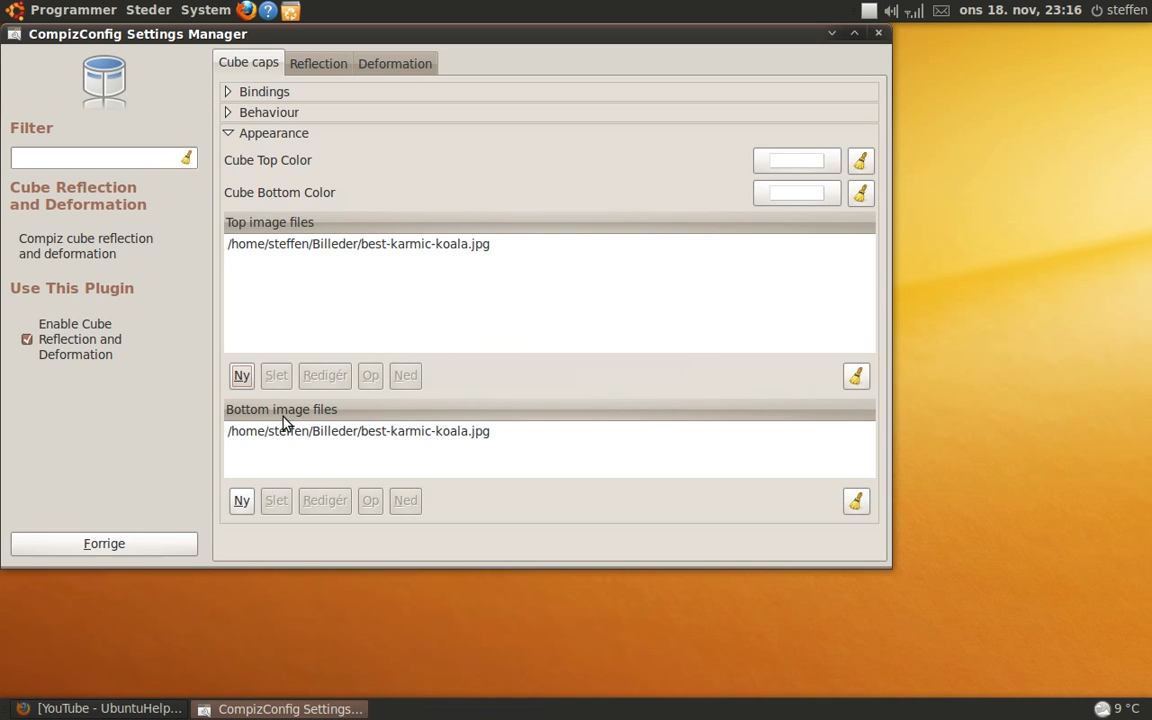 Programmer Steder System
ons 18. nov, 23:16 steffen
CompizConfig Settings Manager
Filter
Cube Reflection
and Deformation
Compiz cube reflection
and deformation
Use This Plugin
Enable Cube
Reflection and
Deformation
Forrige
Cube caps Reflection Deformation
Bindings
Behaviour
Appearance
Cube Top Color
Cube Bottom Color
Top image files
/home/steffen/Billeder/best-karmic-koala.jpg
Ny Slet Redigér Op Ned
Bottom image files
/home/steffen/Billeder/best-karmic-koala.jpg
Ny Slet Redigér Op Ned
[YouTube - UbuntuHelp... CompizConfig Settings... 9 °C